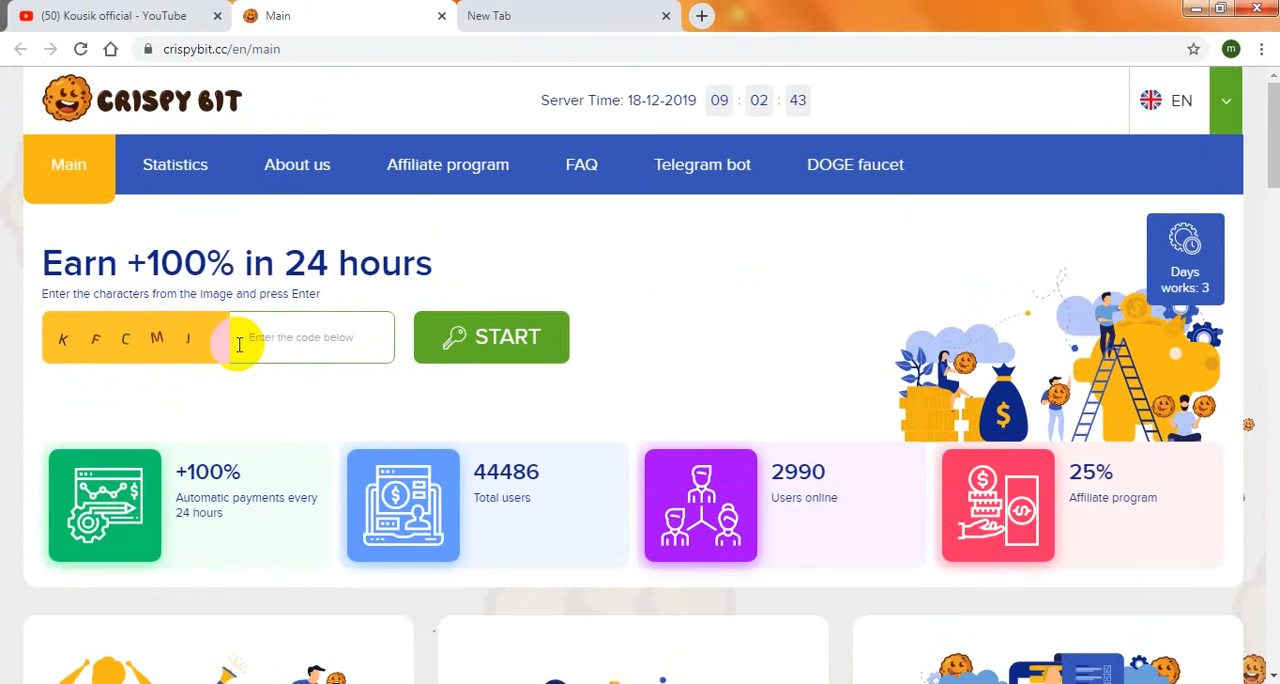 (50) Kousik official - YouTube
Main
New Tab
crispybit.cc/en/main
m
CRISPY BIT
Server Time: 18-12-2019 09 : 02 : 43
EN
Main
Statistics
About us
Affiliate program
FAQ
Telegram bot
DOGE faucet
Earn +100% in 24 hours
Enter the characters from the image and press Enter
K F C M J
Enter the code below
START
Days
works: 3
+100%
Automatic payments every
24 hours
44486
Total users
2990
Users online
25%
Affiliate program